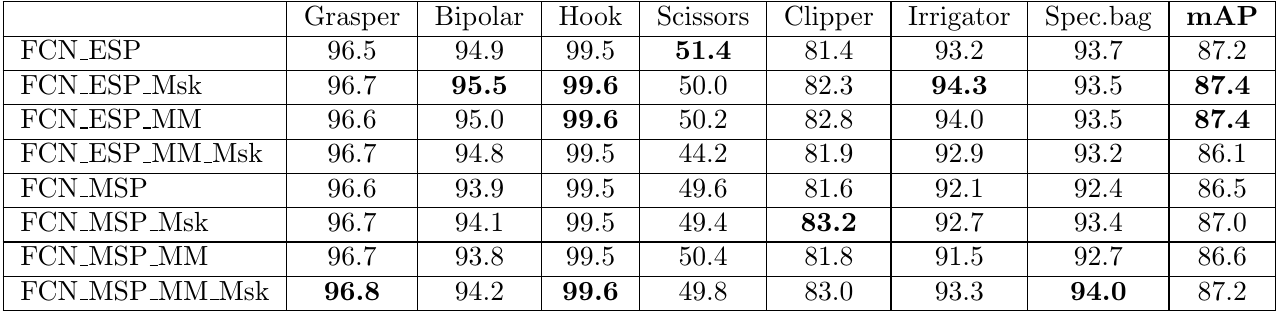 Grasper Bipolar Hook Scissors Clipper Irrigator Spec.bag mAP
FCN_ESP 96.5 94.9 99.5 51.4 81.4 93.2 93.7 87.2
FCN_ESP_Msk 96.7 95.5 99.6 50.0 82.3 94.3 93.5 87.4
FCN_ESP_MM 96.6 95.0 99.6 50.2 82.8 94.0 93.5 87.4
FCN_ESP_MM_Msk 96.7 94.8 99.5 44.2 81.9 92.9 93.2 86.1
FCN_MSP 96.6 93.9 99.5 49.6 81.6 92.1 92.4 86.5
FCN_MSP_Msk 96.7 94.1 99.5 49.4 83.2 92.7 93.4 87.0
FCN_MSP_MM 96.7 93.8 99.5 50.4 81.8 91.5 92.7 86.6
FCN_MSP_MM_Msk 96.8 94.2 99.6 49.8 83.0 93.3 94.0 87.2